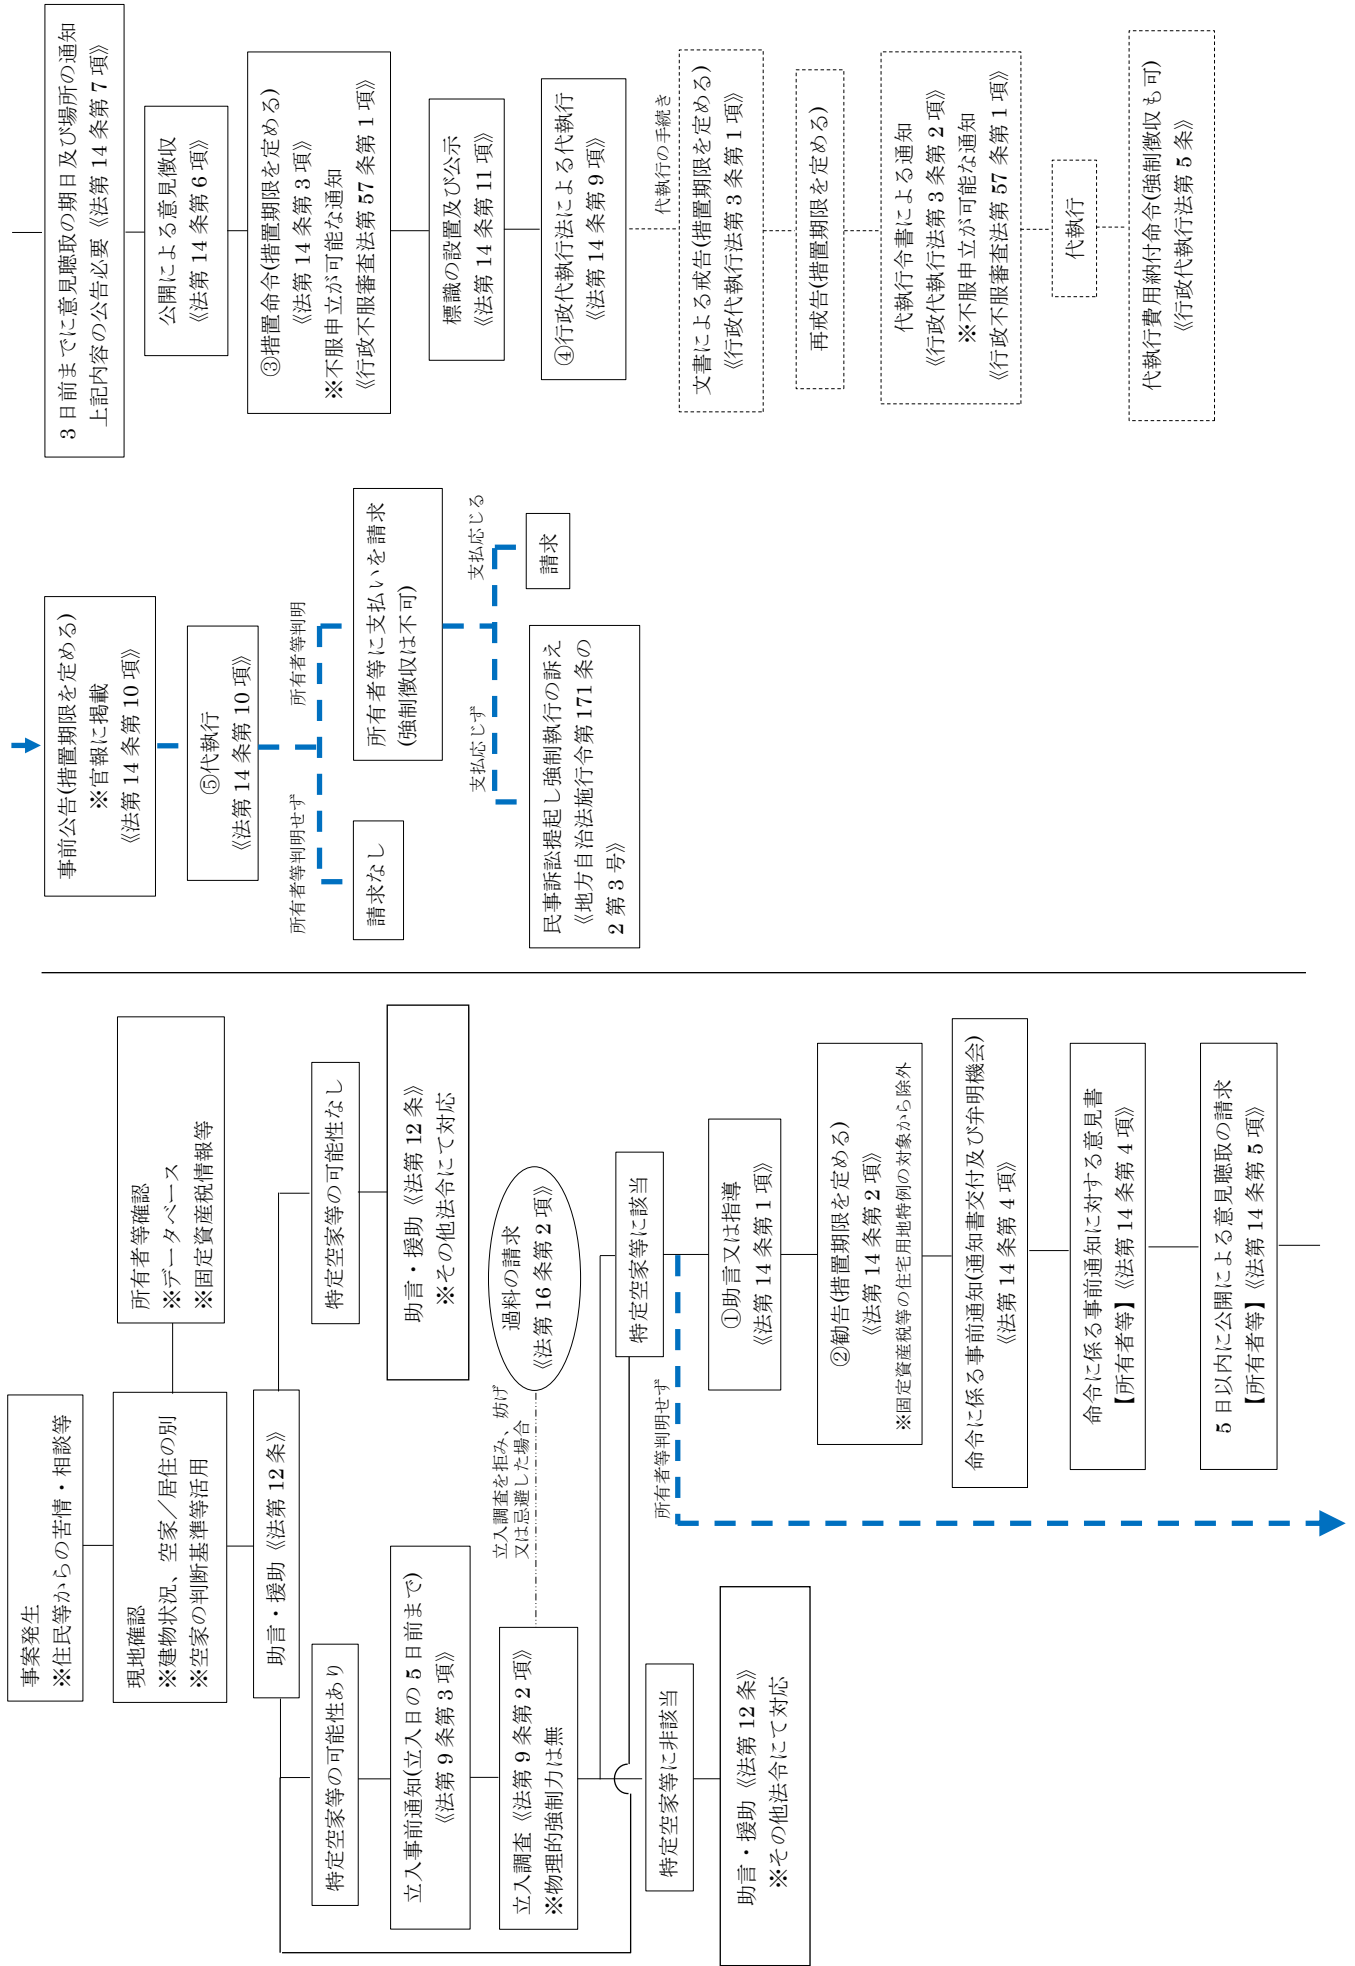 事案発生
※住民等からの苦情・相談等
現地確認
※建物状況、空家／居住の別
※空家の判断基準等活用
所有者等確認
※データベース
※固定資産税情報等
助言・援助《法第12条》
特定空家等の可能性あり
特定空家等の可能性なし
立入事前通知(立入日の5日前まで)
《法第9条第3項》
助言・援助《法第12条》
※その他法令にて対応
立入調査《法第9条第2項》
※物理的強制力は無
立入調査を拒み、妨げ
又は忌避した場合
過料の請求
《法第16条第2項》
特定空家等に非該当
特定空家等に該当
助言・援助《法第12条》
※その他法令にて対応
所有者等判明せず
①助言又は指導
《法第14条第1項》
②勧告(措置期限を定める)
《法第14条第2項》
※固定資産税等の住宅用地特例の対象から除外
命令に係る事前通知(通知書交付及び弁明機会)
《法第14条第4項》
命令に係る事前通知に対する意見書
【所有者等】《法第14条第4項》
5日以内に公開による意見聴取の請求
【所有者等】《法第14条第5項》
事前公告(措置期限を定める)
※官報に掲載
《法第14条第10項》
⑤代執行
《法第14条第10項》
所有者等判明せず
所有者等判明
請求なし
所有者等に支払いを請求
(強制徴収は不可)
支払応じず
支払応じる
民事訴訟提起し強制執行の訴え
《地方自治法施行令第171条の
2第3号》
請求
3日前までに意見聴取の期日及び場所の通知
上記内容の公告必要《法第14条第7項》
公開による意見徴収
《法第14条第6項》
③措置命令(措置期限を定める)
《法第14条第3項》
※不服申立が可能な通知
《行政不服審査法第57条第1項》
標識の設置及び公示
《法第14条第11項》
④行政代執行法による代執行
《法第14条第9項》
代執行の手続き
文書による戒告(措置期限を定める)
《行政代執行法第3条第1項》
再戒告(措置期限を定める)
代執行令書による通知
《行政代執行法第3条第2項》
※不服申立が可能な通知
《行政不服審査法第57条第1項》
代執行
代執行費用納付命令(強制徴収も可)
《行政代執行法第5条》